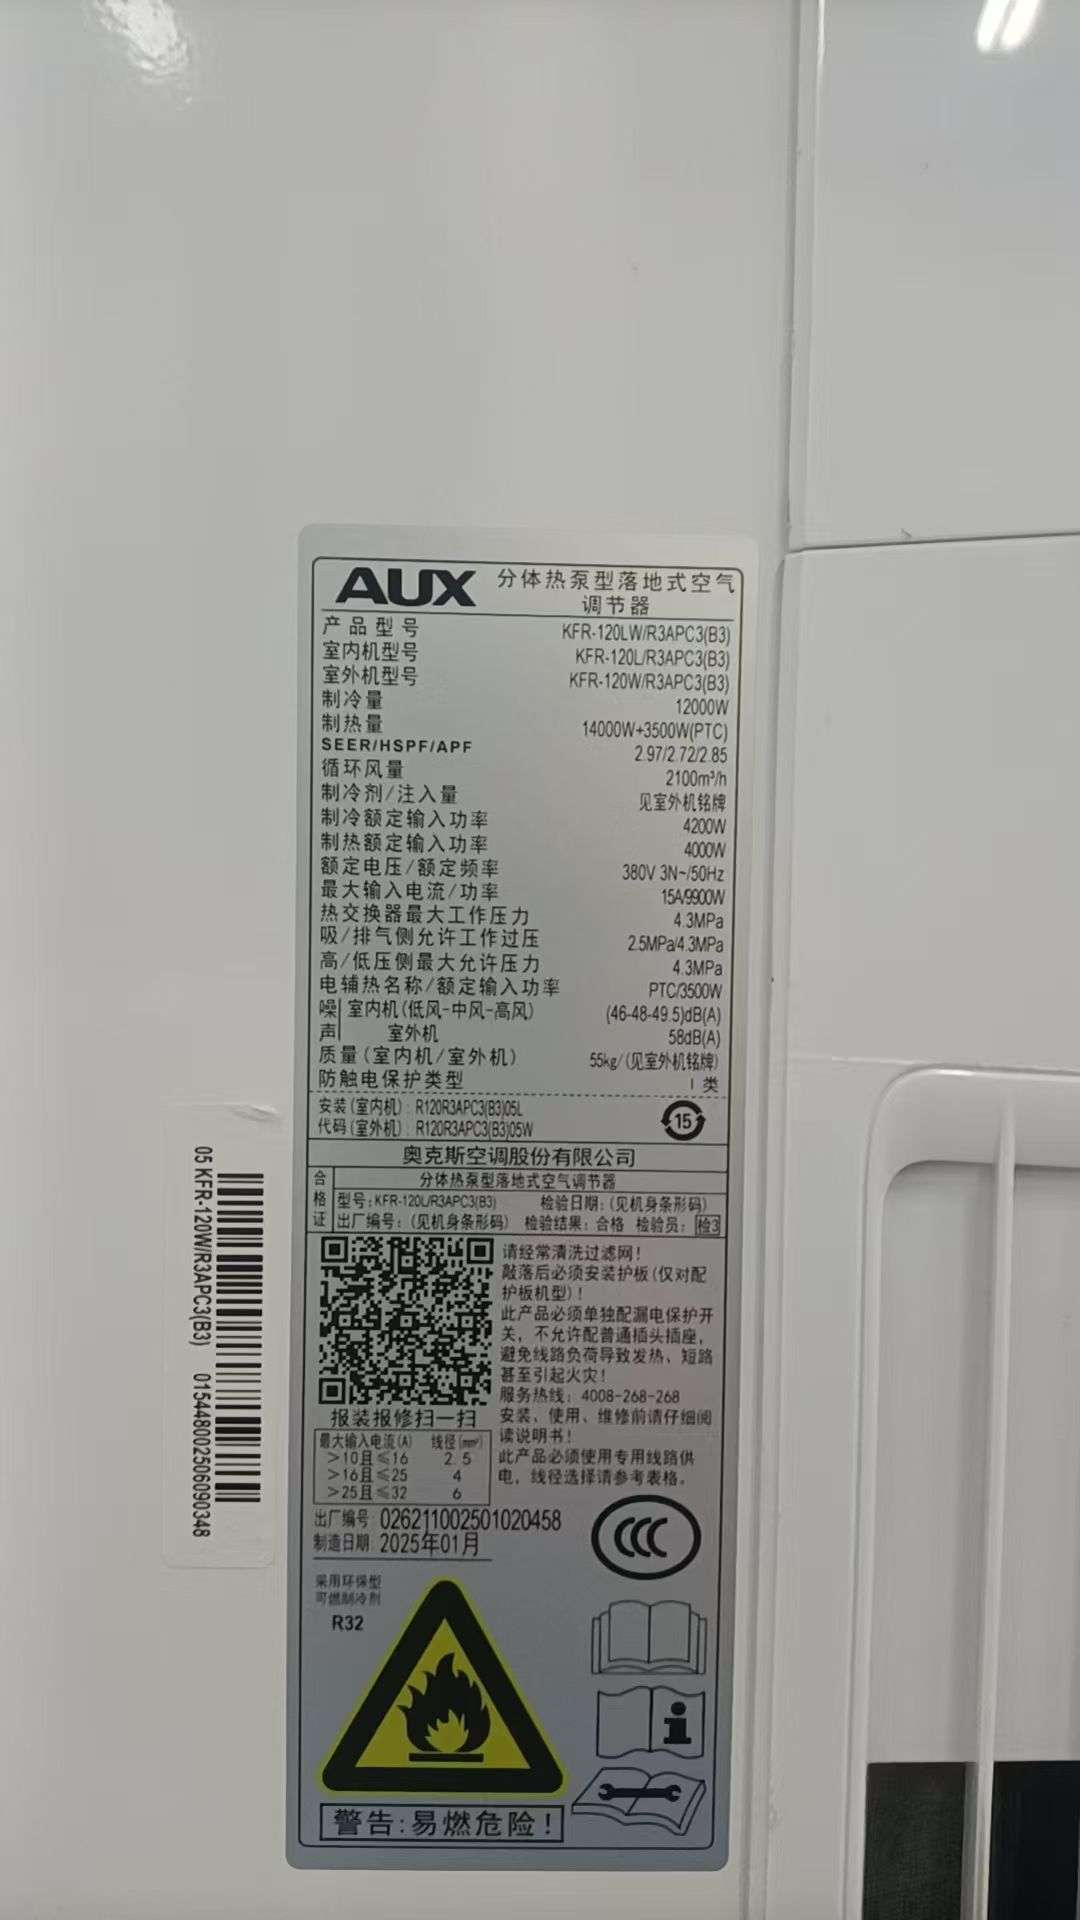 AUX 分体热泵型落地式空气
调节器
产品型号 KFR-120LW/R3APC3(B3)
室内机型号 KFR-120L/R3APC3(B3)
室外机型号 KFR-120W/R3APC3(B3)
制冷量 12000W
制热量 14000W+3500W(PTC)
SEER/HSPF/APF 2.97/2.72/2.85
循环风量 2100m³/h
制冷剂/注入量 见室外机铭牌
制冷额定输入功率 4200W
制热额定输入功率 4000W
额定电压/额定频率 380V 3N~/50Hz
最大输入电流/功率 15A/9900W
热交换器最大工作压力 4.3MPa
吸/排气侧允许工作过压 2.5MPa/4.3MPa
高/低压侧最大允许压力 4.3MPa
电辅热名称/额定输入功率 PTC/3500W
噪声 室内机(低风-中风-高风) (46-48-49.5)dB(A)
室外机 58dB(A)
质量(室内机/室外机) 55kg/(见室外机铭牌)
防触电保护类型 I 类
安装(室内机): R120R3APC3(B3)05L
代码(室外机): R120R3APC3(B3)05W
15
奥克斯空调股份有限公司
合格证
分体热泵型落地式空气调节器
型号:KFR-120L/R3APC3(B3) 检验日期:(见机身条形码)
出厂编号:(见机身条形码) 检验结果:合格 检验员:检3
请经常清洗过滤网!
敲落后必须安装护板(仅对配
护板机型)!
此产品必须单独配漏电保护开
关,不允许配普通插头插座,
避免线路负荷导致发热、短路
甚至引起火灾!
服务热线:4008-268-268
安装、使用、维修前请仔细阅
读说明书!
此产品必须使用专用线路供
电,线径选择请参考表格。
报装报修扫一扫
最大输入电流(A) 线径(mm²)
>10且≤16 2.5
>16且≤25 4
>25且≤32 6
出厂编号: 026211002501020458
制造日期: 2025年01月
CCC
采用环保型
可燃制冷剂
R32
警告:易燃危险!
05 KFR-120W/R3APC3(B3) 01544800250609​0348